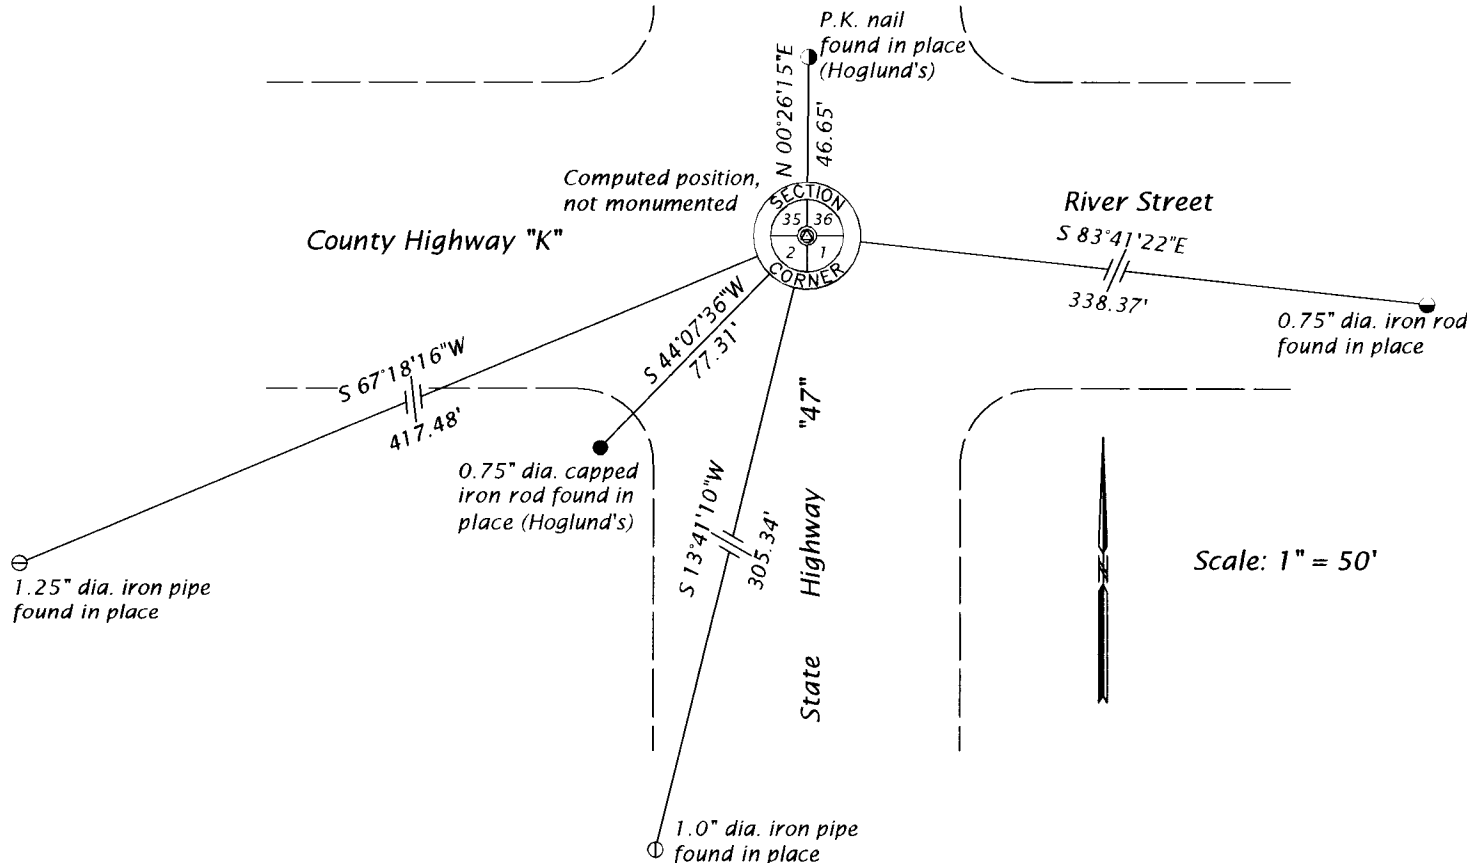 P.K. nail
found in place
(Hoglund's)
N 00°26'15"E
46.65'
Computed position,
not monumented
SECTION
35 36
2 1
CORNER
County Highway "K"
River Street
S 83°41'22"E
338.37'
0.75" dia. iron rod
found in place
S 67°18'16"W
417.48'
S 44°07'36"W
77.31'
0.75" dia. capped
iron rod found in
place (Hoglund's)
S 13°41'10"W
305.34'
State Highway "47"
N
Scale: 1" = 50'
1.25" dia. iron pipe
found in place
1.0" dia. iron pipe
found in place